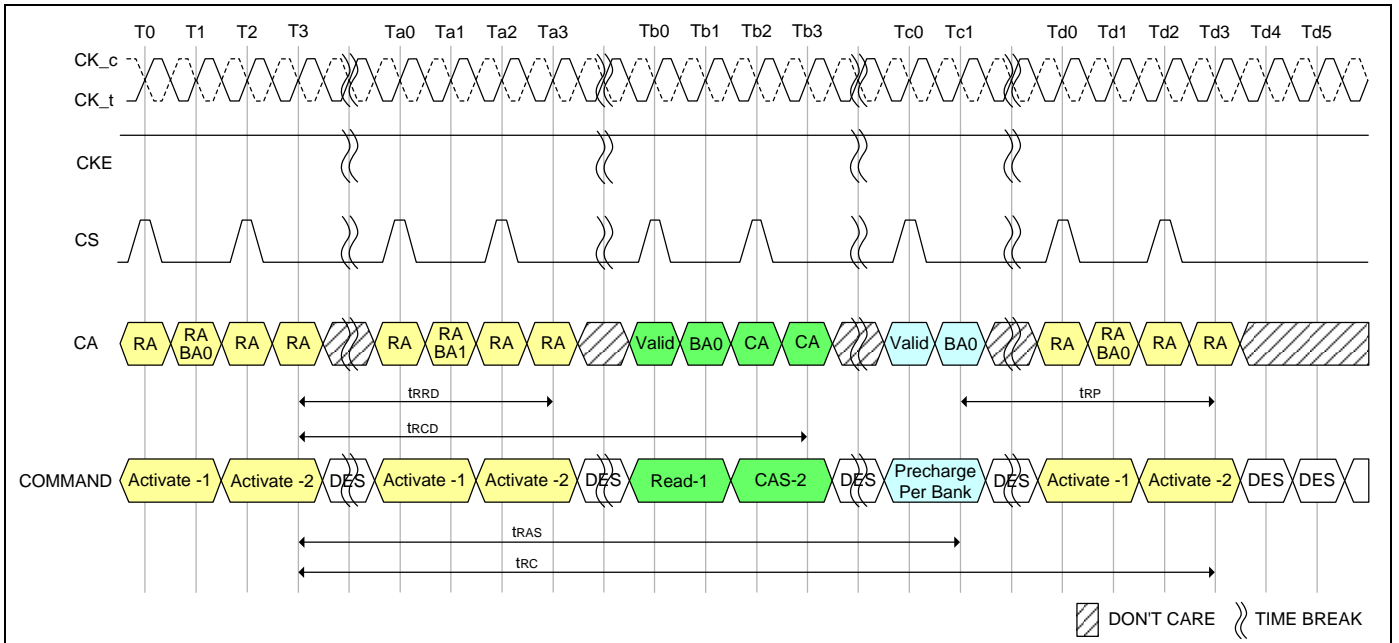 T0 T1 T2 T3 Ta0 Ta1 Ta2 Ta3 Tb0 Tb1 Tb2 Tb3 Tc0 Tc1 Td0 Td1 Td2 Td3 Td4 Td5
CK_c
CK_t
CKE
CS
CA RA RA BA0 RA RA RA RA BA1 RA RA Valid BA0 CA CA Valid BA0 RA RA BA0 RA RA
tRRD tRP
tRCD
COMMAND Activate -1 Activate -2 DES Activate -1 Activate -2 DES Read-1 CAS-2 DES Precharge Per Bank DES Activate -1 Activate -2 DES DES
tRAS
tRC
DON'T CARE TIME BREAK